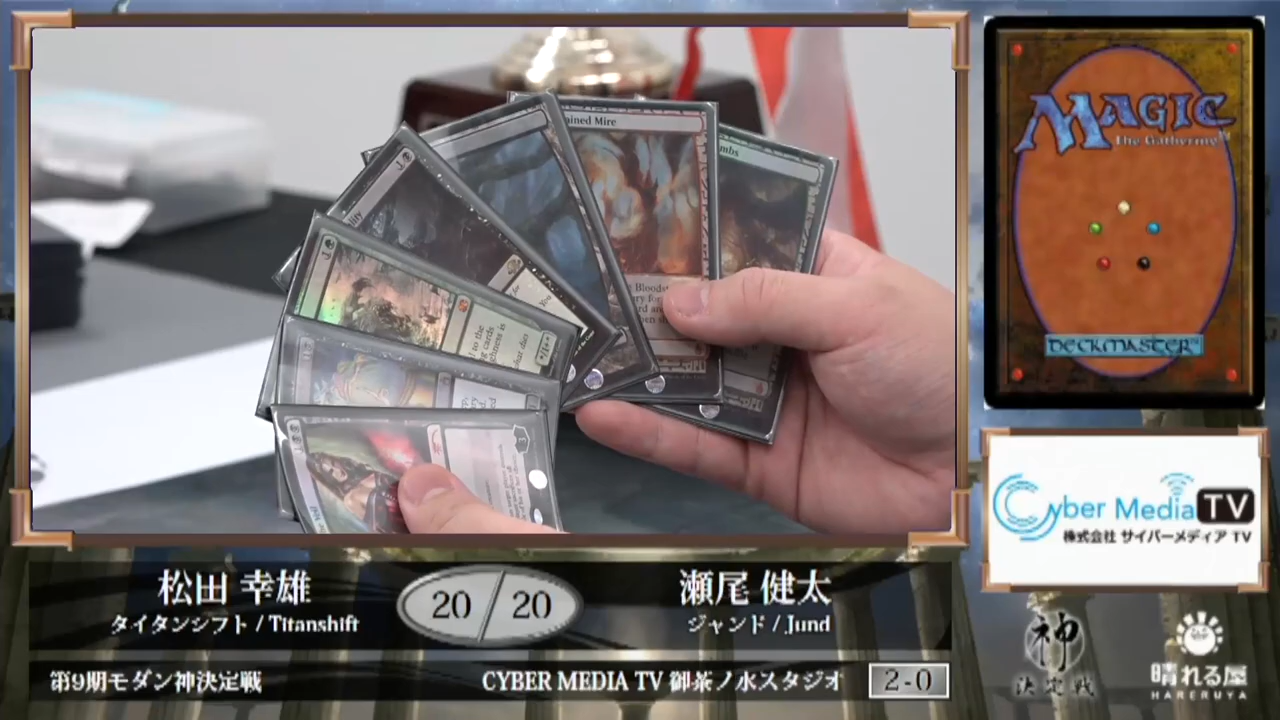 ained Mire
mbs
lity
Bloodst
MAGIC
The Gathering
DECKMASTER
Cyber Media TV
株式会社 サイバーメディア TV
松田 幸雄
タイタンシフト / Titanshift
20 / 20
瀬尾 健太
ジャンド / Jund
第9期モダン神決定戦
CYBER MEDIA TV 御茶ノ水スタジオ
2-0
神
決定戦
晴れる屋
HARERUYA